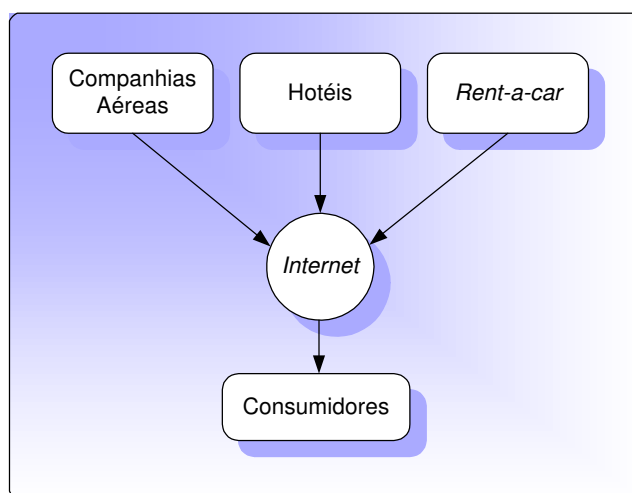 Companhias
Aéreas
Hotéis
Rent-a-car
Internet
Consumidores